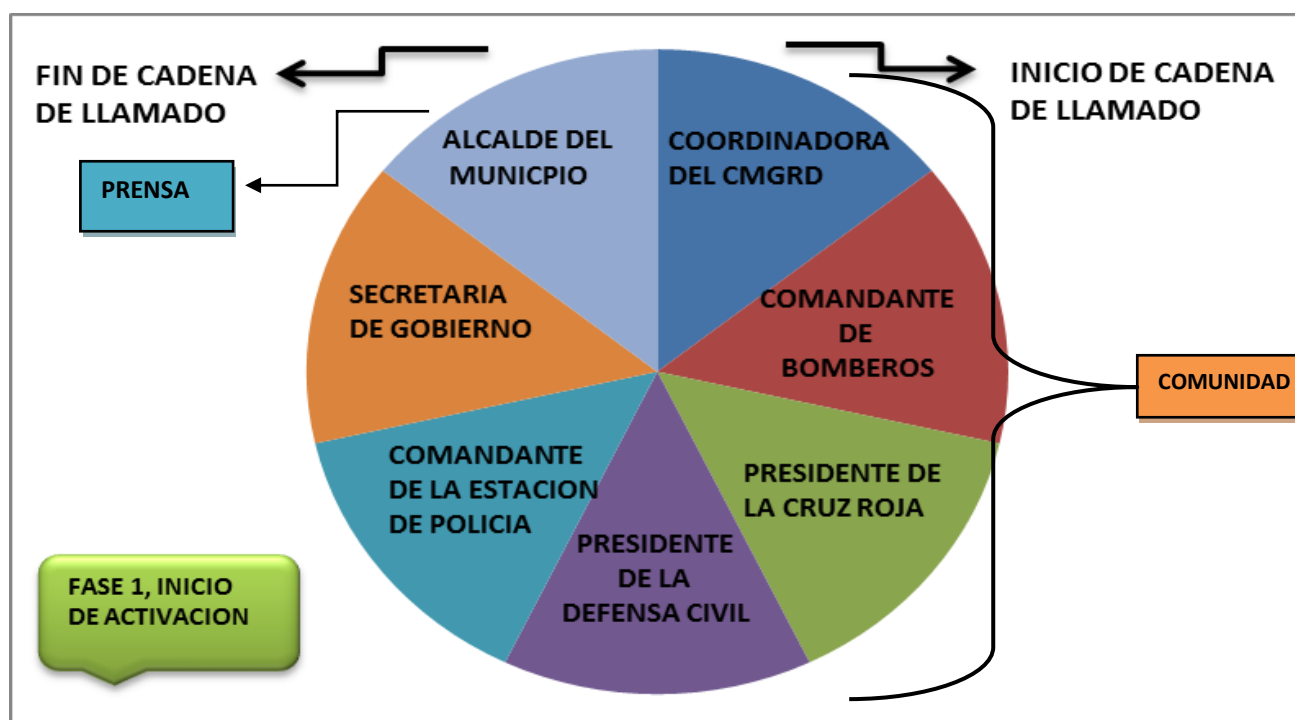 FIN DE CADENA
DE LLAMADO
INICIO DE CADENA
DE LLAMADO
PRENSA
ALCALDE DEL
MUNICPIO
COORDINADORA
DEL CMGRD
SECRETARIA
DE GOBIERNO
COMANDANTE
DE
BOMBEROS
COMUNIDAD
COMANDANTE
DE LA ESTACION
DE POLICIA
PRESIDENTE DE
LA CRUZ ROJA
PRESIDENTE
DE LA
DEFENSA CIVIL
FASE 1, INICIO
DE ACTIVACION